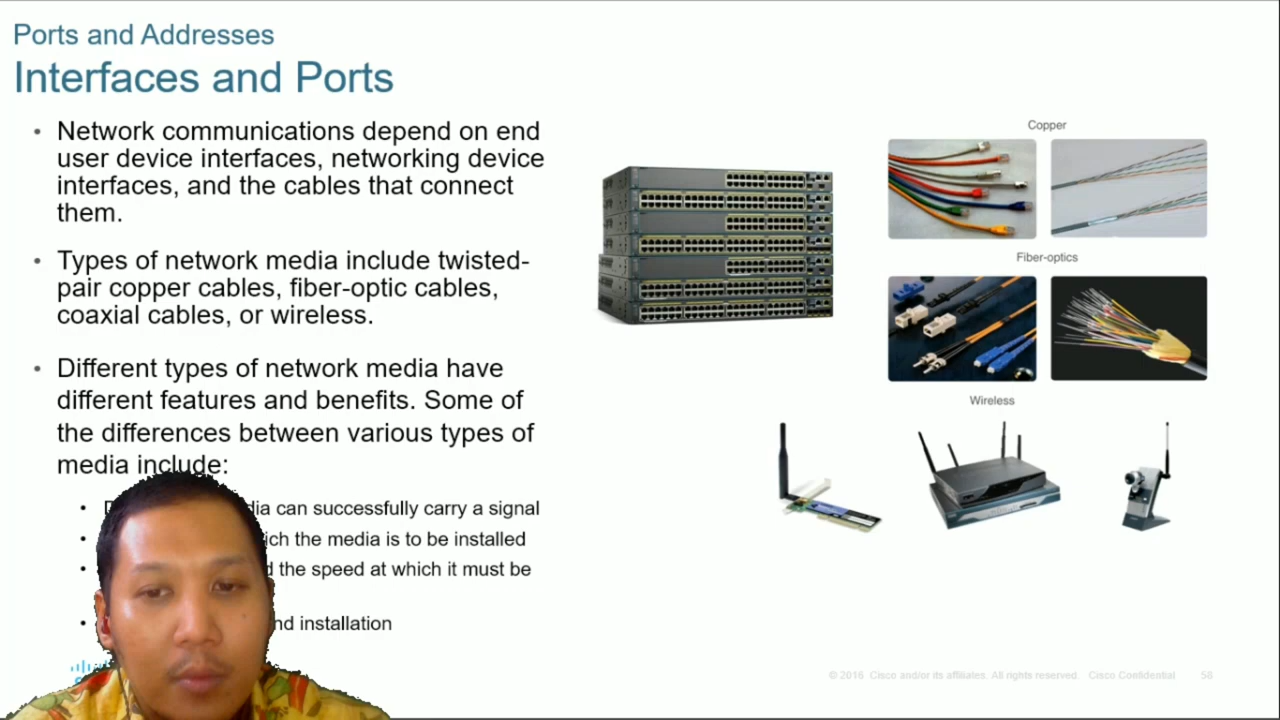 Ports and Addresses
Interfaces and Ports
• Network communications depend on end
user device interfaces, networking device
interfaces, and the cables that connect
them.
• Types of network media include twisted-
pair copper cables, fiber-optic cables,
coaxial cables, or wireless.
• Different types of network media have
different features and benefits. Some of
the differences between various types of
media include:
• can successfully carry a signal
• the media is to be installed
• the speed at which it must be
• installation
Copper
Fiber-optics
Wireless
© 2016 Cisco and/or its affiliates. All rights reserved. Cisco Confidential 58